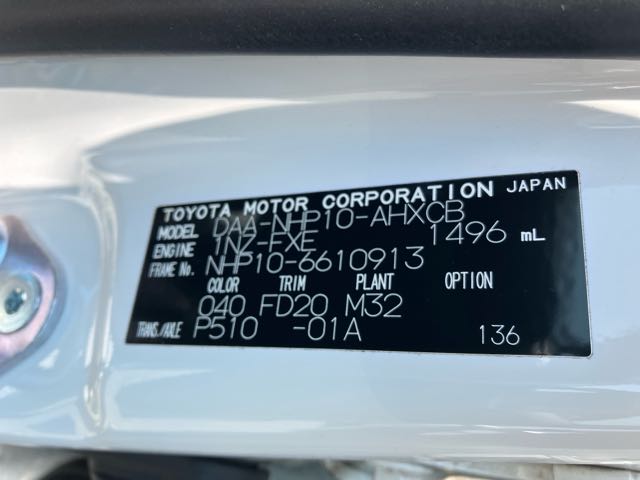 TOYOTA MOTOR CORPORATION JAPAN
MODEL DAA-NHP10-AHXCB
ENGINE 1NZ-FXE 1496 mL
FRAME No. NHP10-6610913
COLOR TRIM PLANT OPTION
040 FD20 M32
TRANS./AXLE P510 -01A 136